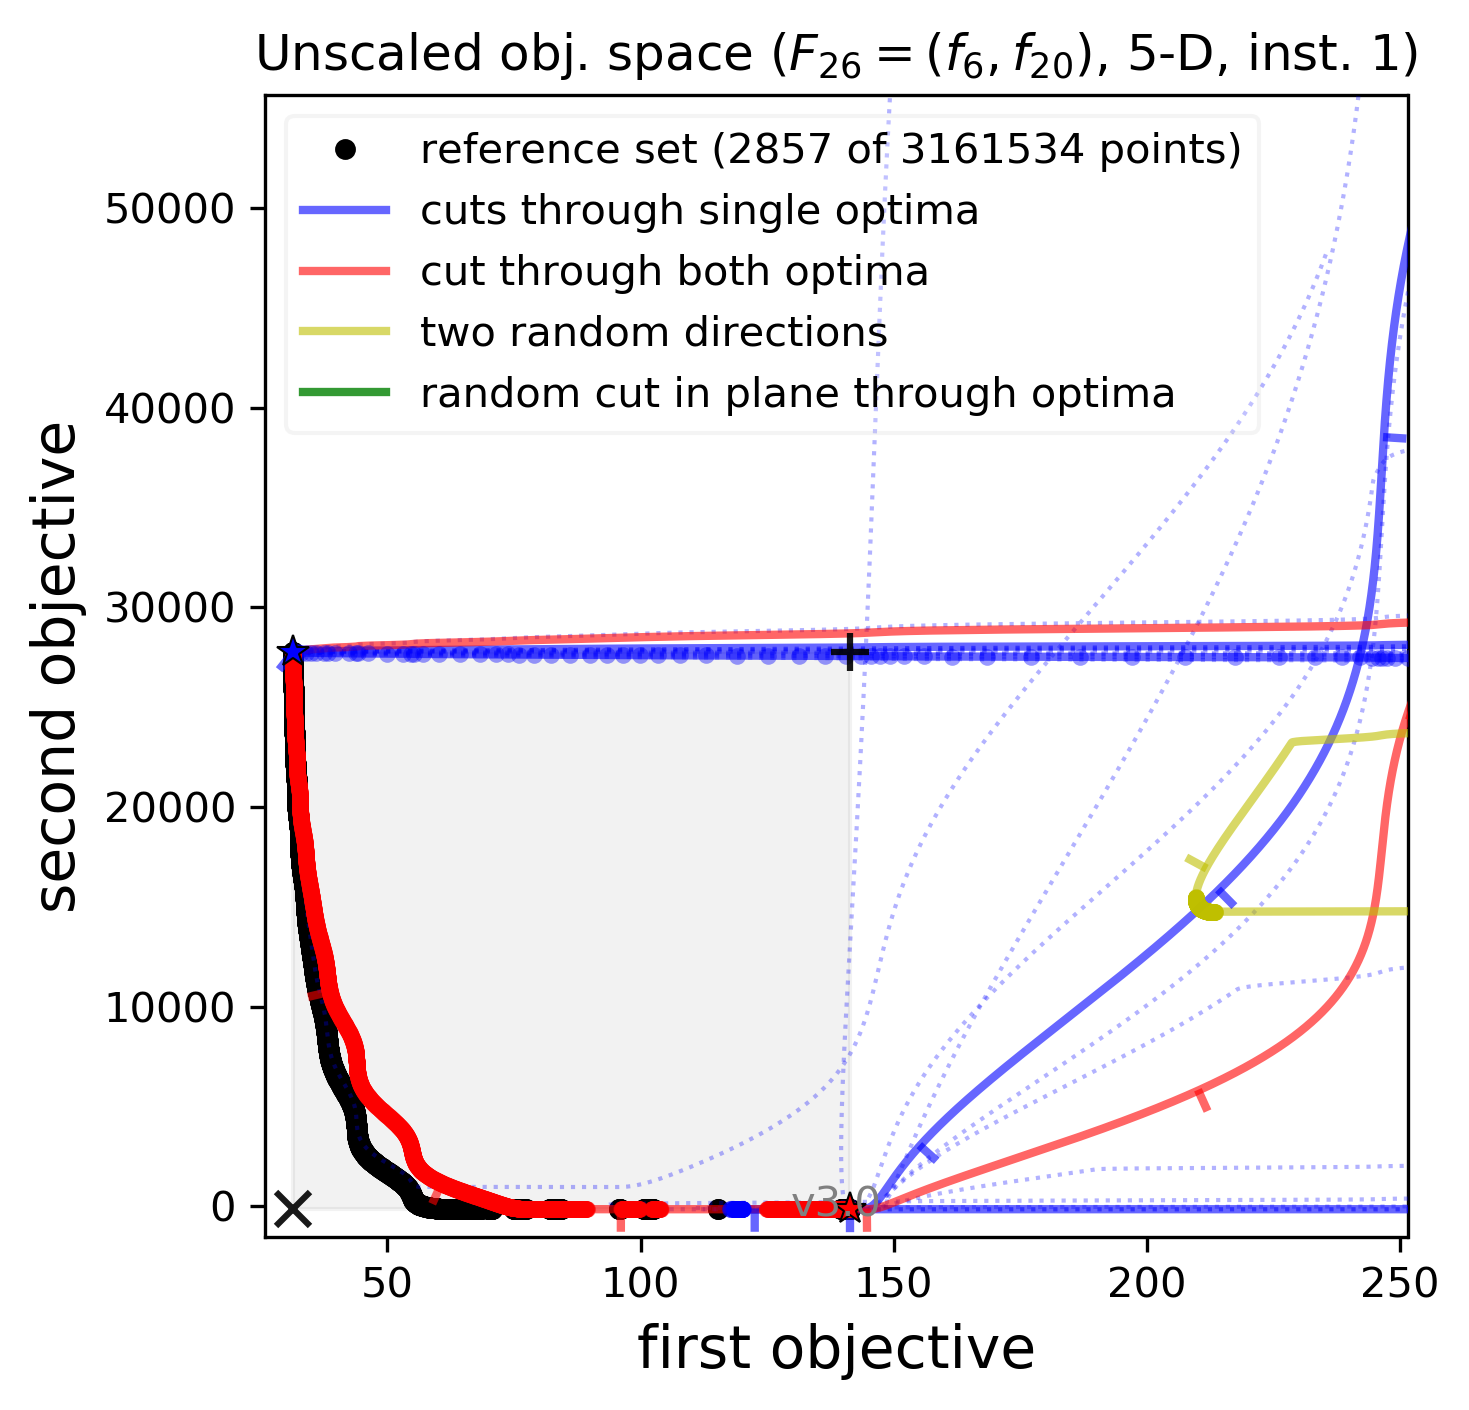 Unscaled obj. space (F₂₆ = (f₆, f₂₀), 5-D, inst. 1)
reference set (2857 of 3161534 points)
cuts through single optima
cut through both optima
two random directions
random cut in plane through optima
50000
40000
30000
20000
10000
0
second objective
v3.0
50
100
150
200
250
first objective